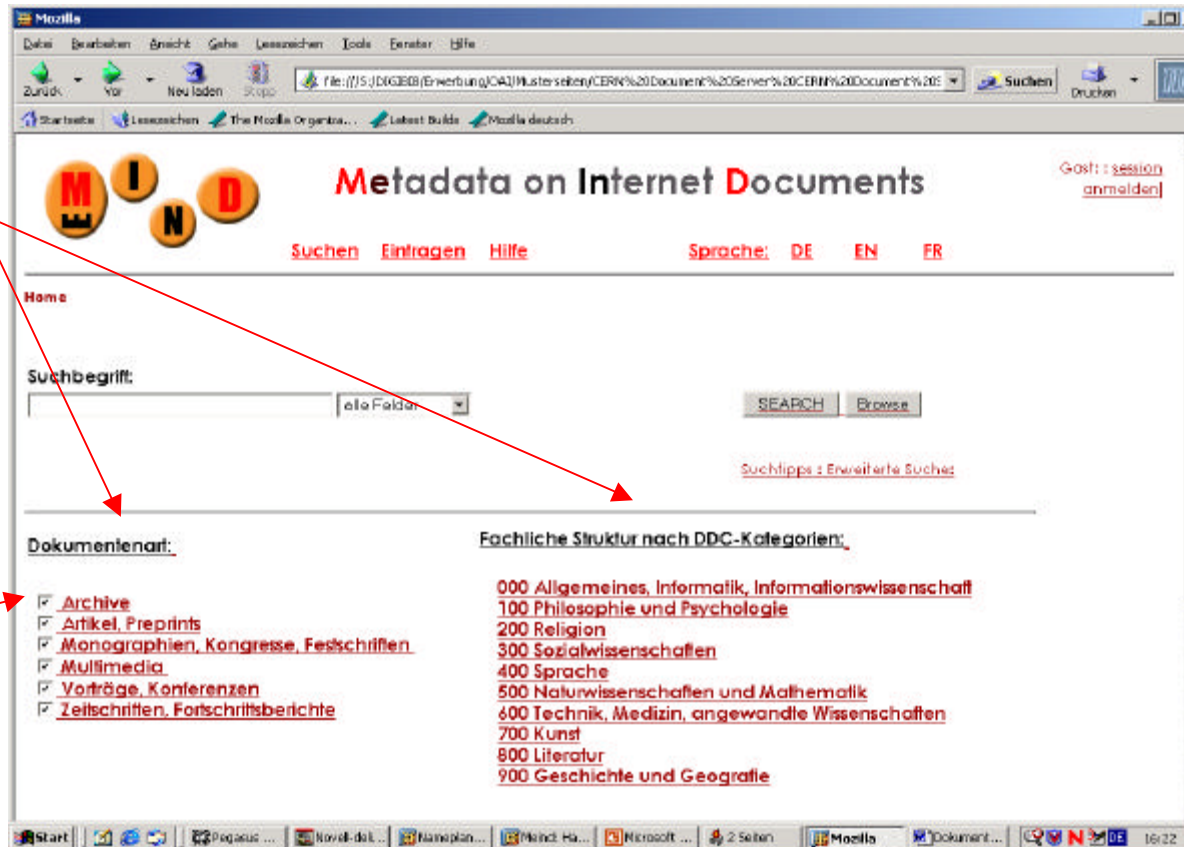 Mozilla
Datei Bearbeiten Ansicht Gehe Lesezeichen Tools Fenster Hilfe
Zurück Vor Neu laden Stopp Suchen Drucken
Startseite Lesezeichen The Mozilla Organiza... Latest Builds Mozilla deutsch
M E I N D
Metadata on Internet Documents
Gast: : session
anmelden
Suchen Eintragen Hilfe Sprache: DE EN FR
Home
Suchbegriff:
alle Felder SEARCH Browse
Suchtipps : Erweiterte Suche:
Dokumentenart: Fachliche Struktur nach DDC-Kategorien:
Archive
Artikel, Preprints
Monographien, Kongresse, Festschriften
Multimedia
Vorträge, Konferenzen
Zeitschriften, Fortschrittsberichte
000 Allgemeines, Informatik, Informationswissenschaft
100 Philosophie und Psychologie
200 Religion
300 Sozialwissenschaften
400 Sprache
500 Naturwissenschaften und Mathematik
600 Technik, Medizin, angewandte Wissenschaften
700 Kunst
800 Literatur
900 Geschichte und Geografie
Start Pegasus ... Novell-deli... Nameplan... Meind: Ha... Microsoft ... 2 Seiten Mozilla Dokument... DE 16:22